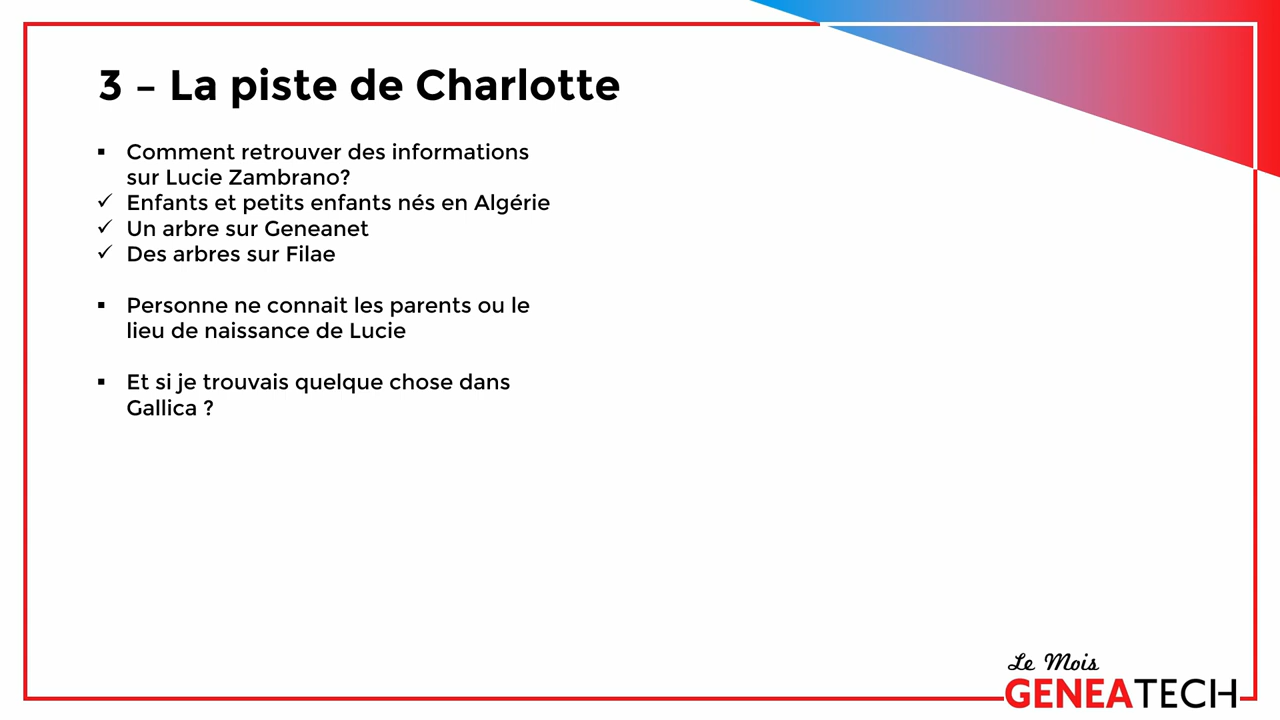 3 – La piste de Charlotte
▪ Comment retrouver des informations
sur Lucie Zambrano?
✓ Enfants et petits enfants nés en Algérie
✓ Un arbre sur Geneanet
✓ Des arbres sur Filae
▪ Personne ne connait les parents ou le
lieu de naissance de Lucie
▪ Et si je trouvais quelque chose dans
Gallica ?
Le Mois
GENEATECH